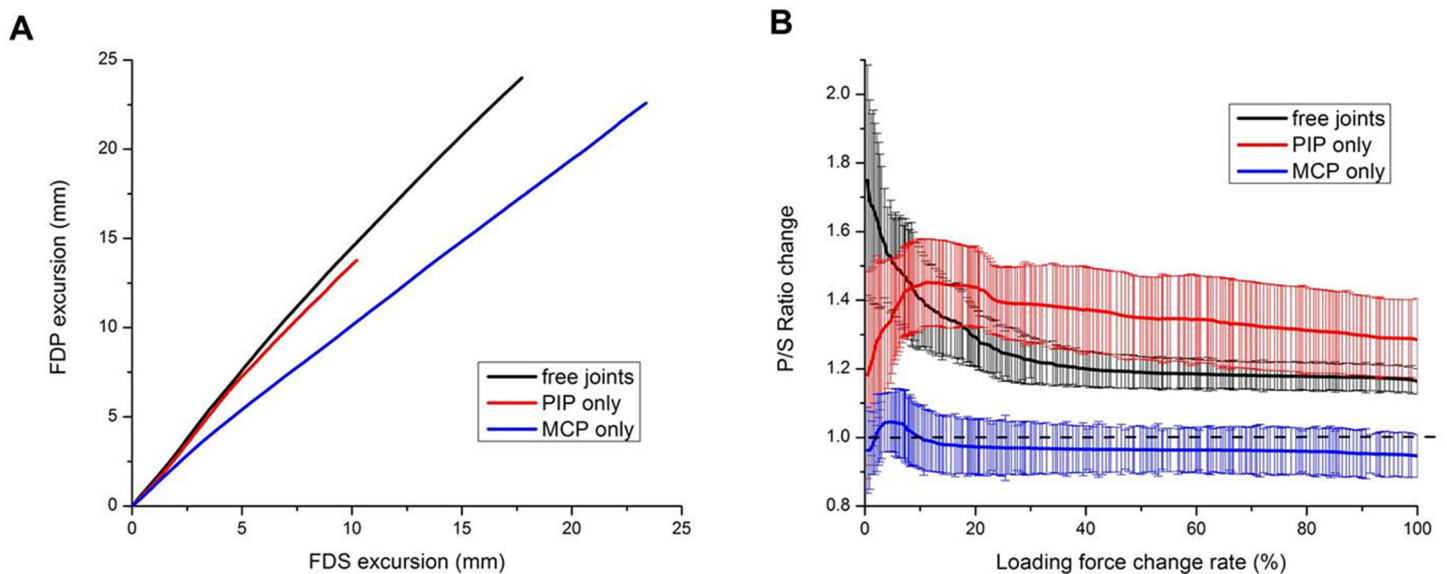 A
25
20
15
10
5
0
FDP excursion (mm)
0 5 10 15 20 25
FDS excursion (mm)
free joints
PIP only
MCP only
B
2.0
1.8
1.6
1.4
1.2
1.0
0.8
P/S Ratio change
0 20 40 60 80 100
Loading force change rate (%)
free joints
PIP only
MCP only